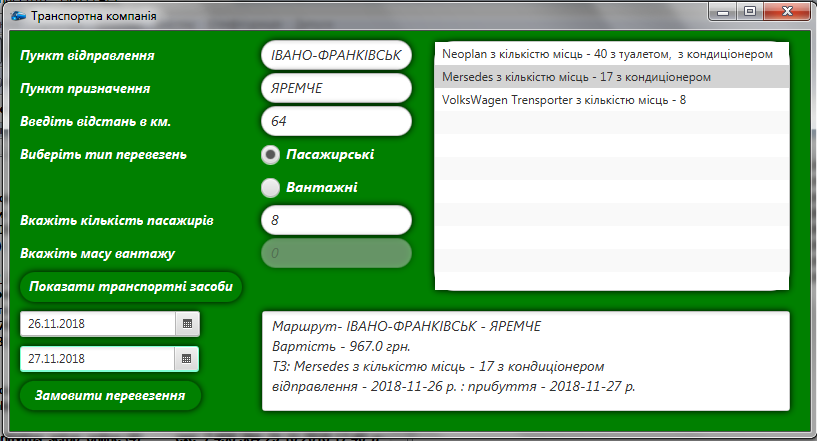 Транспортна компанія
Пункт відправлення
ІВАНО-ФРАНКІВСЬК
Пункт призначення
ЯРЕМЧЕ
Введіть відстань в км.
64
Виберіть тип перевезень
Пасажирські
Вантажні
Вкажіть кількість пасажирів
8
Вкажіть масу вантажу
0
Показати транспортні засоби
26.11.2018
27.11.2018
Замовити перевезення
Neoplan з кількістю місць - 40 з туалетом, з кондиціонером
Mersedes з кількістю місць - 17 з кондиціонером
VolksWagen Trensporter з кількістю місць - 8
Маршрут- ІВАНО-ФРАНКІВСЬК - ЯРЕМЧЕ
Вартість - 967.0 грн.
ТЗ: Mersedes з кількістю місць - 17 з кондиціонером
відправлення - 2018-11-26 р. : прибуття - 2018-11-27 р.